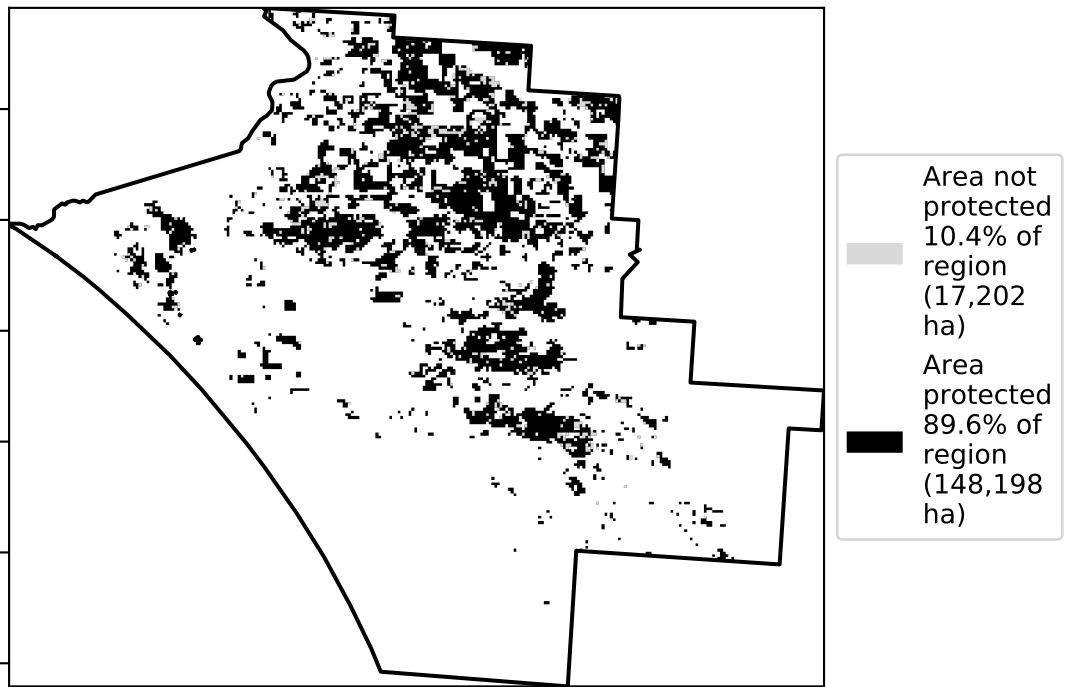 Area not
protected
10.4% of
region
(17,202
ha)
Area
protected
89.6% of
region
(148,198
ha)